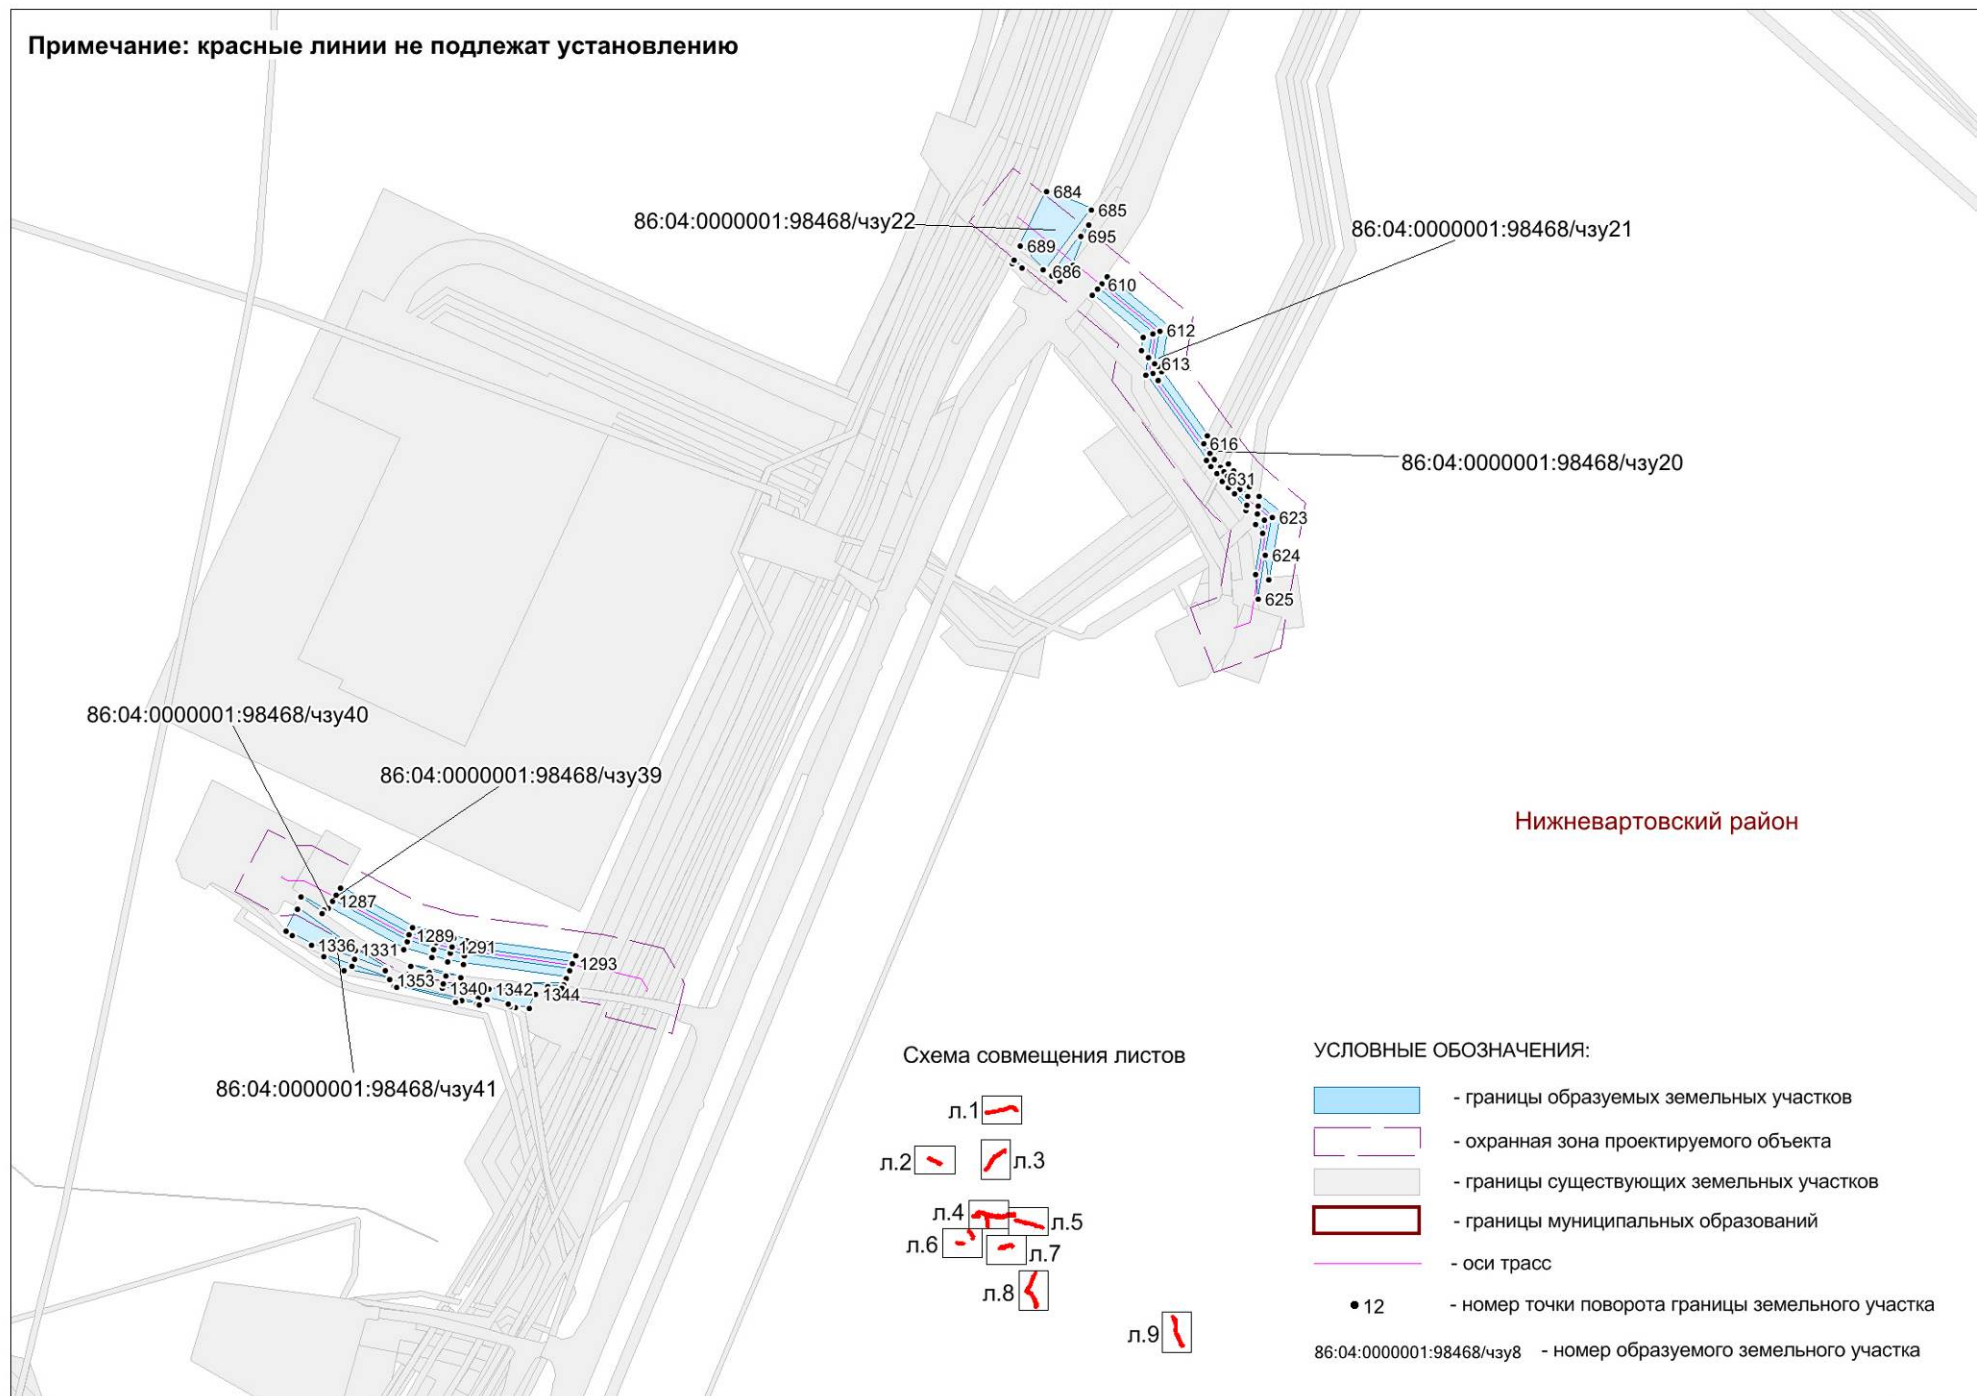 Примечание: красные линии не подлежат установлению
684
86:04:0000001:98468/чзу22
685
86:04:0000001:98468/чзу21
695
689
686
610
612
613
616
86:04:0000001:98468/чзу20
631
623
624
625
86:04:0000001:98468/чзу40
86:04:0000001:98468/чзу39
Нижневартовский район
1287
1289
1336
1331
1291
1293
1353
1340
1342
1344
86:04:0000001:98468/чзу41
Схема совмещения листов
л.1
л.2
л.3
л.4
л.5
л.6
л.7
л.8
л.9
УСЛОВНЫЕ ОБОЗНАЧЕНИЯ:
- границы образуемых земельных участков
- охранная зона проектируемого объекта
- границы существующих земельных участков
- границы муниципальных образований
- оси трасс
12 - номер точки поворота границы земельного участка
86:04:0000001:98468/чзу8 - номер образуемого земельного участка